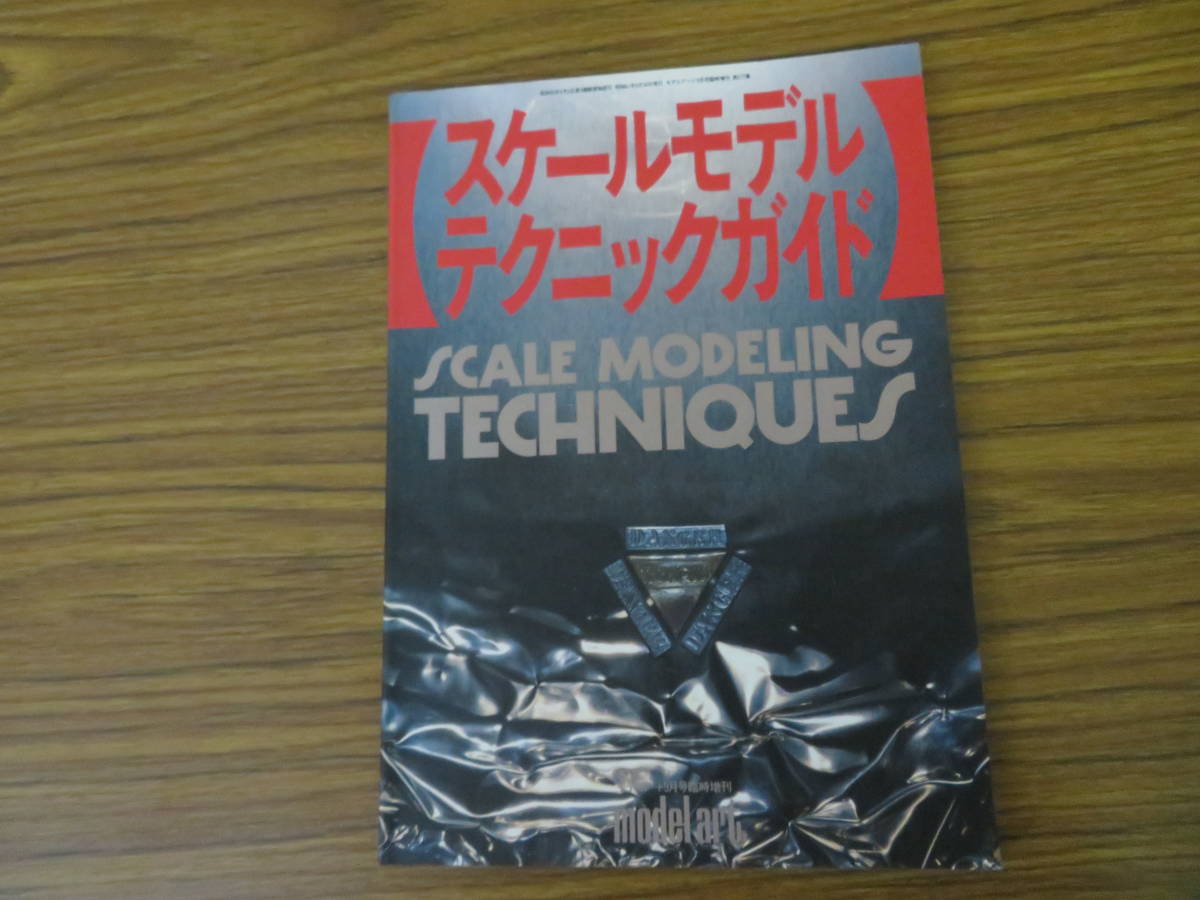 スケールモデル
テクニックガイド
SCALE MODELING
TECHNIQUES
DANGER
DANGER
DANGER
月号臨時増刊
model art